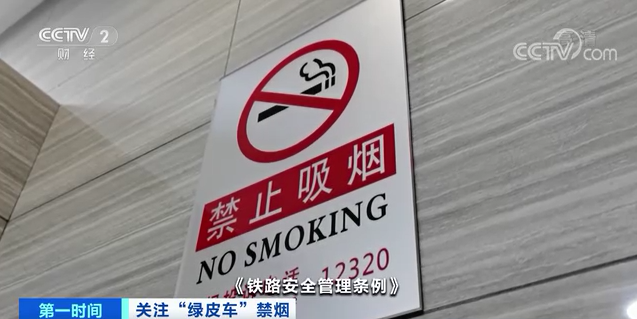 CCTV 2
财经
CCTV.com
禁止吸烟
NO SMOKING
12320
《铁路安全管理条例》
第一时间
关注“绿皮车”禁烟